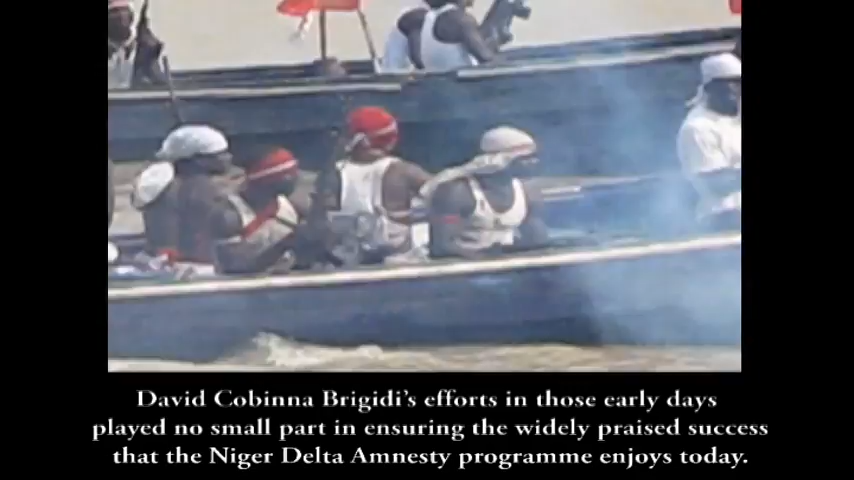 David Cobinna Brigidi's efforts in those early days
played no small part in ensuring the widely praised success
that the Niger Delta Amnesty programme enjoys today.